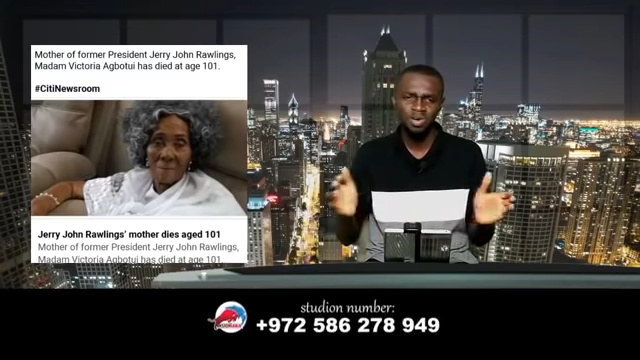 Mother of former President Jerry John Rawlings,
Madam Victoria Agbotui has died at age 101.
#CitiNewsroom
Jerry John Rawlings' mother dies aged 101
Mother of former President Jerry John Rawlings,
Madam Victoria Agbotui has died at age 101
studion number:
+972 586 278 949